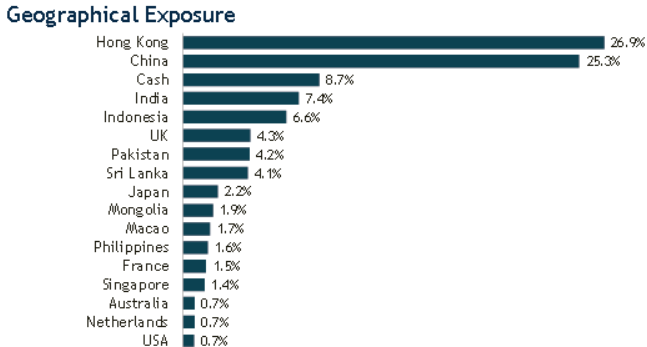 Geographical Exposure
Hong Kong 26.9%
China 25.3%
Cash 8.7%
India 7.4%
Indonesia 6.6%
UK 4.3%
Pakistan 4.2%
Sri Lanka 4.1%
Japan 2.2%
Mongolia 1.9%
Macao 1.7%
Philippines 1.6%
France 1.5%
Singapore 1.4%
Australia 0.7%
Netherlands 0.7%
USA 0.7%